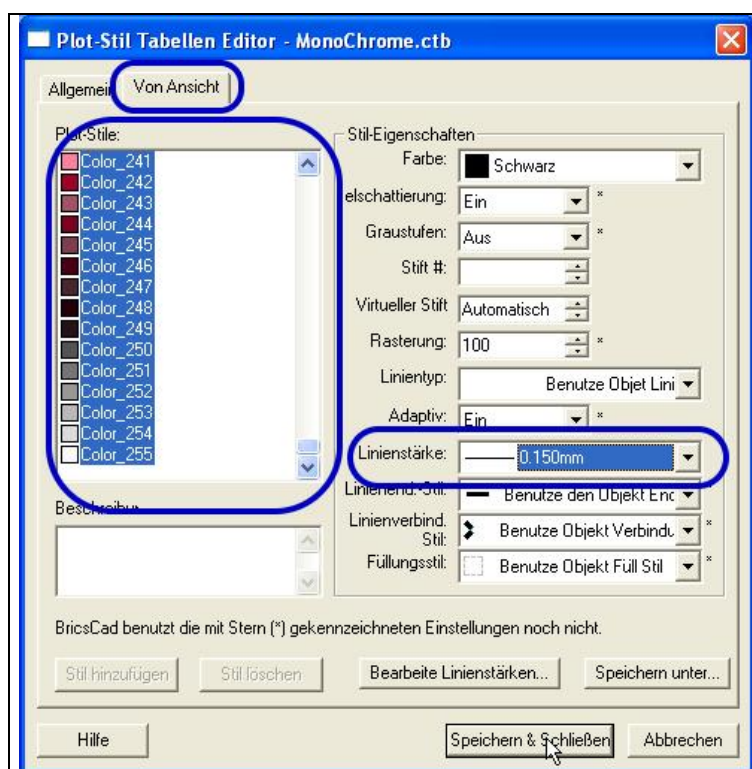 Plot-Stil Tabellen Editor - MonoChrome.ctb
Allgemein
Von Ansicht
Plot-Stile:
Color_241
Color_242
Color_243
Color_244
Color_245
Color_246
Color_247
Color_248
Color_249
Color_250
Color_251
Color_252
Color_253
Color_254
Color_255
Beschreibu
Stil-Eigenschaften
Farbe: Schwarz
elschattierung: Ein *
Graustufen: Aus *
Stift #:
Virtueller Stift Automatisch
Rasterung: 100 *
Linientyp: Benutze Objet Lini
Adaptiv: Ein *
Linienstärke: 0.150mm
Linienend.-Stil: Benutze den Objekt Enc *
Linienverbind. Stil: Benutze Objekt Verbindu *
Füllungsstil: Benutze Objekt Füll Stil *
BricsCad benutzt die mit Stern (*) gekennzeichneten Einstellungen noch nicht.
Stil hinzufügen Stil löschen Bearbeite Linienstärken... Speichern unter...
Hilfe Speichern & Schließen Abbrechen